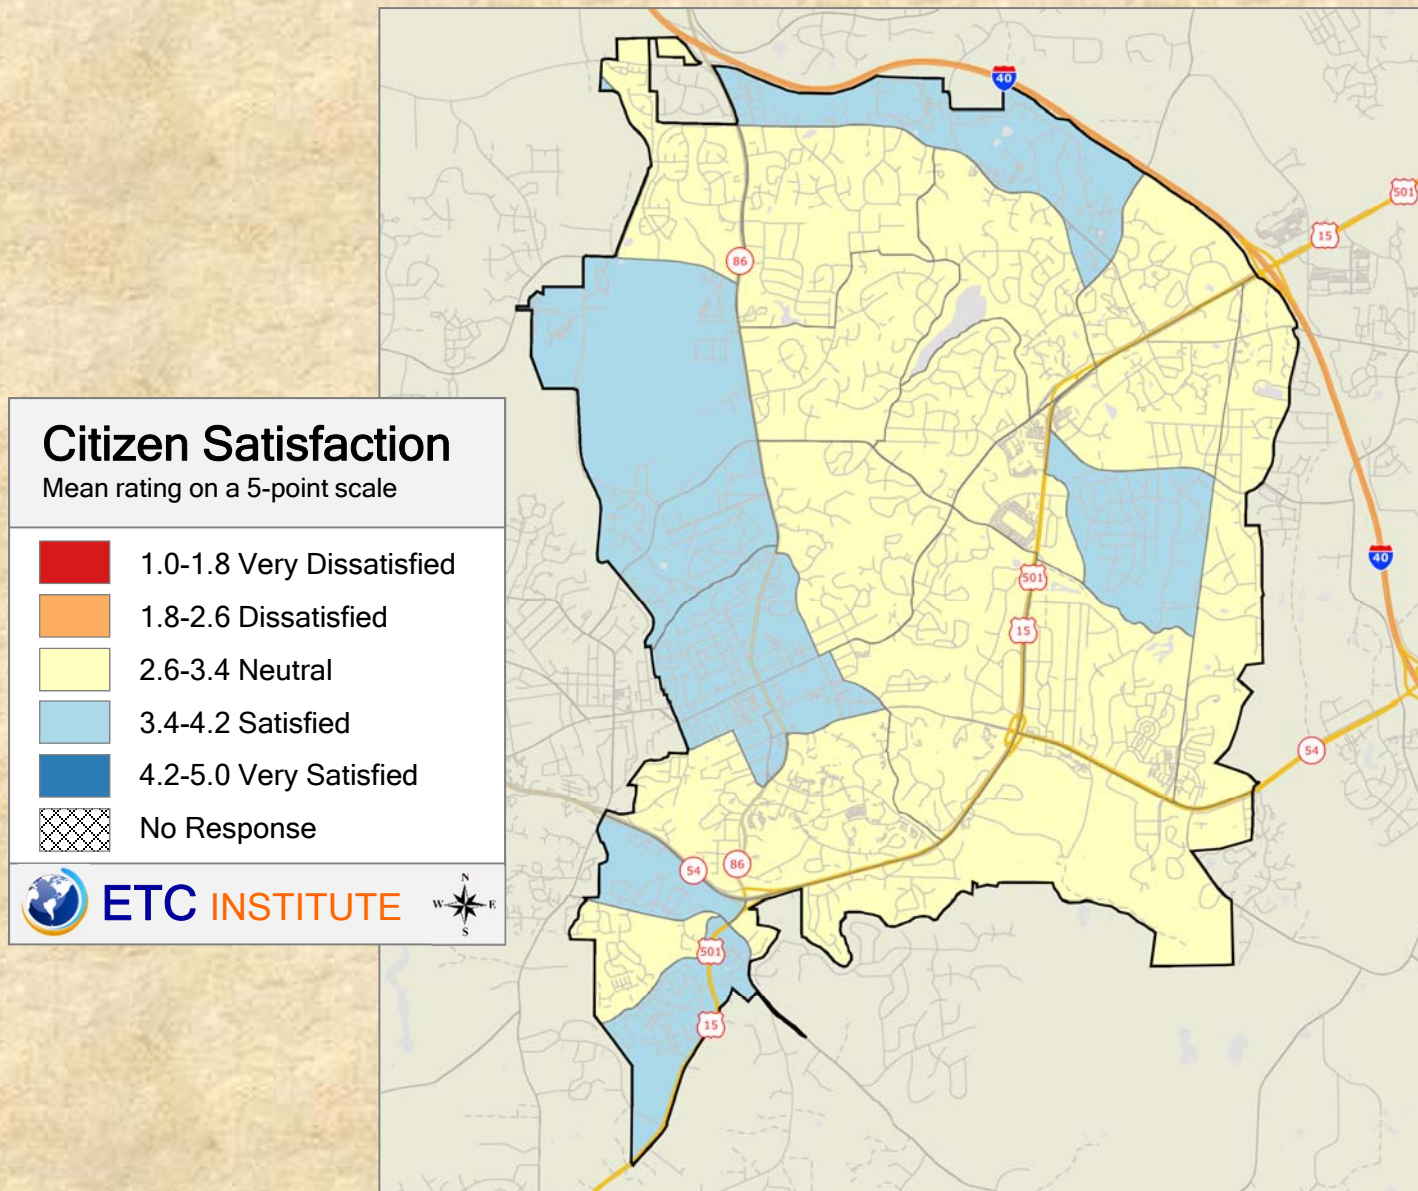 Citizen Satisfaction
Mean rating on a 5-point scale
1.0-1.8 Very Dissatisfied
1.8-2.6 Dissatisfied
2.6-3.4 Neutral
3.4-4.2 Satisfied
4.2-5.0 Very Satisfied
No Response
ETC INSTITUTE
N
W E
S
40
501
15
86
40
501
15
54
54
86
501
15